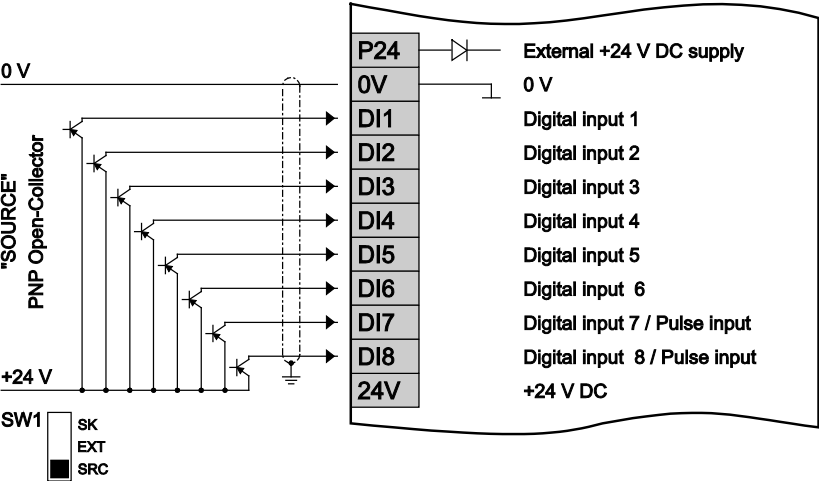 P24 External +24 V DC supply
0 V 0V 0 V
DI1 Digital input 1
DI2 Digital input 2
DI3 Digital input 3
DI4 Digital input 4
DI5 Digital input 5
DI6 Digital input 6
DI7 Digital input 7 / Pulse input
DI8 Digital input 8 / Pulse input
+24 V 24V +24 V DC
"SOURCE"
PNP Open-Collector
SW1 SK
EXT
SRC